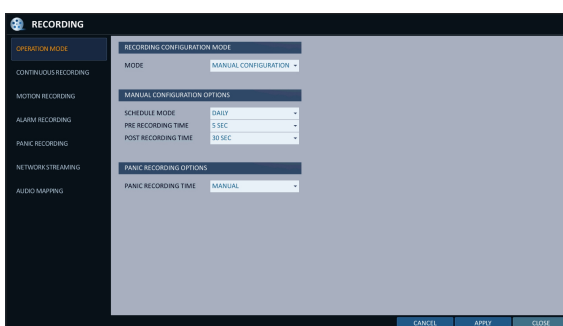 RECORDING
OPERATION MODE
CONTINUOUS RECORDING
MOTION RECORDING
ALARM RECORDING
PANIC RECORDING
NETWORK STREAMING
AUDIO MAPPING
RECORDING CONFIGURATION MODE
MODE MANUAL CONFIGURATION
MANUAL CONFIGURATION OPTIONS
SCHEDULE MODE DAILY
PRE RECORDING TIME 5 SEC
POST RECORDING TIME 30 SEC
PANIC RECORDING OPTIONS
PANIC RECORDING TIME MANUAL
CANCEL APPLY CLOSE